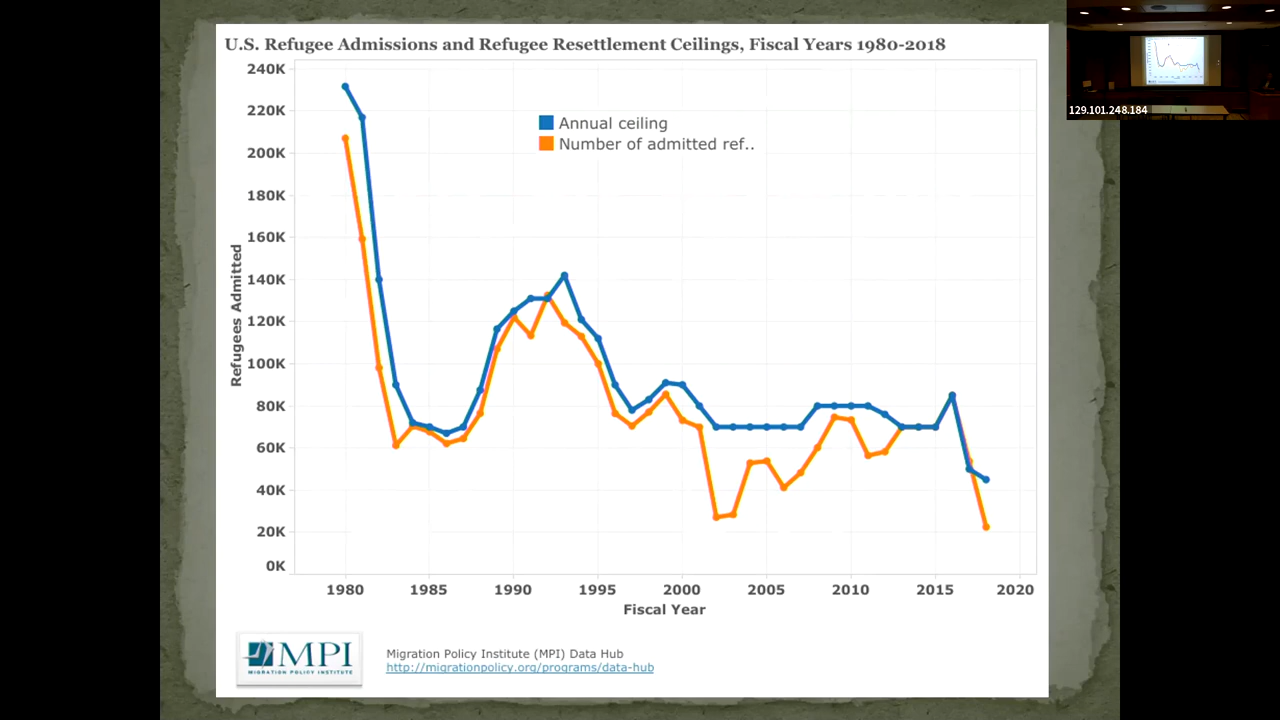 U.S. Refugee Admissions and Refugee Resettlement Ceilings, Fiscal Years 1980-2018
240K
220K
200K
180K
160K
140K
120K
100K
80K
60K
40K
20K
0K
Refugees Admitted
Annual ceiling
Number of admitted ref..
1980 1985 1990 1995 2000 2005 2010 2015 2020
Fiscal Year
MPI
MIGRATION POLICY INSTITUTE
Migration Policy Institute (MPI) Data Hub
http://migrationpolicy.org/programs/data-hub
129.101.248.184